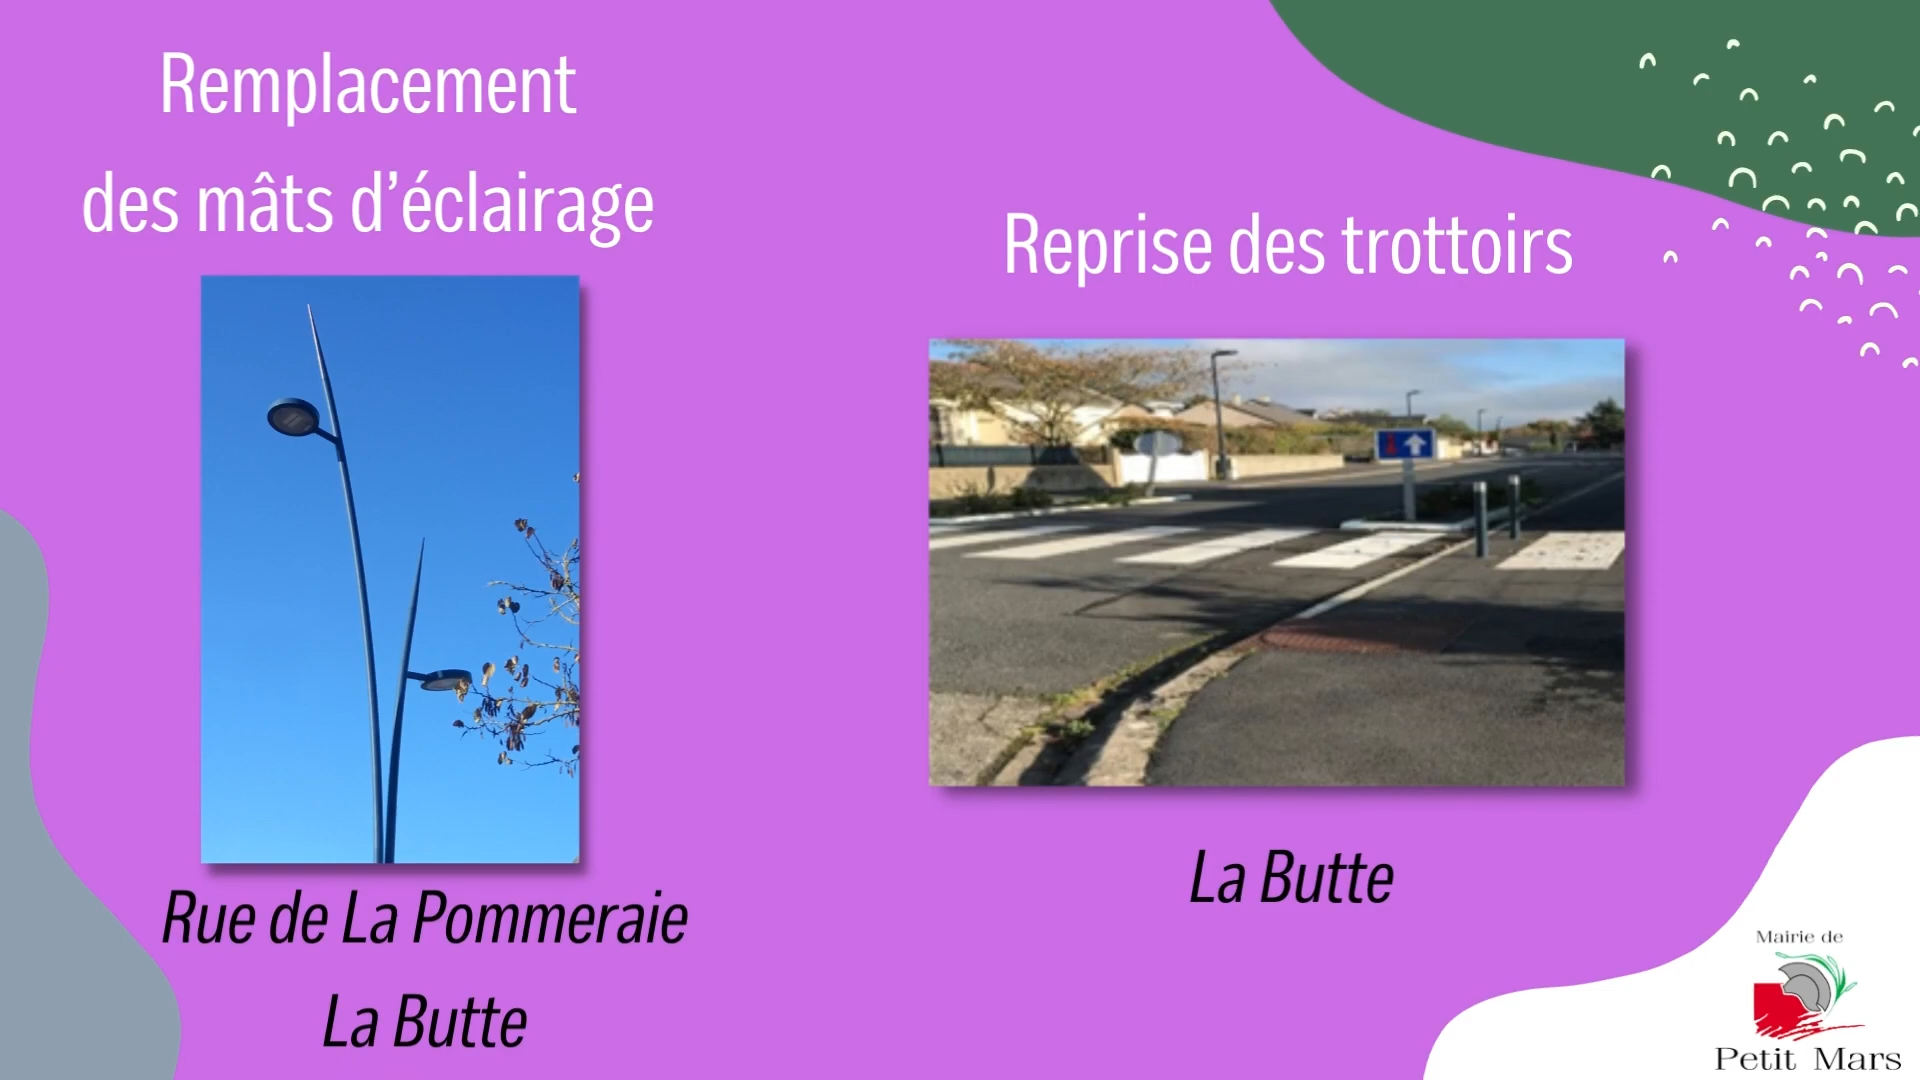 Remplacement
des mâts d’éclairage
Rue de La Pommeraie
La Butte
Reprise des trottoirs
La Butte
Mairie de
Petit Mars